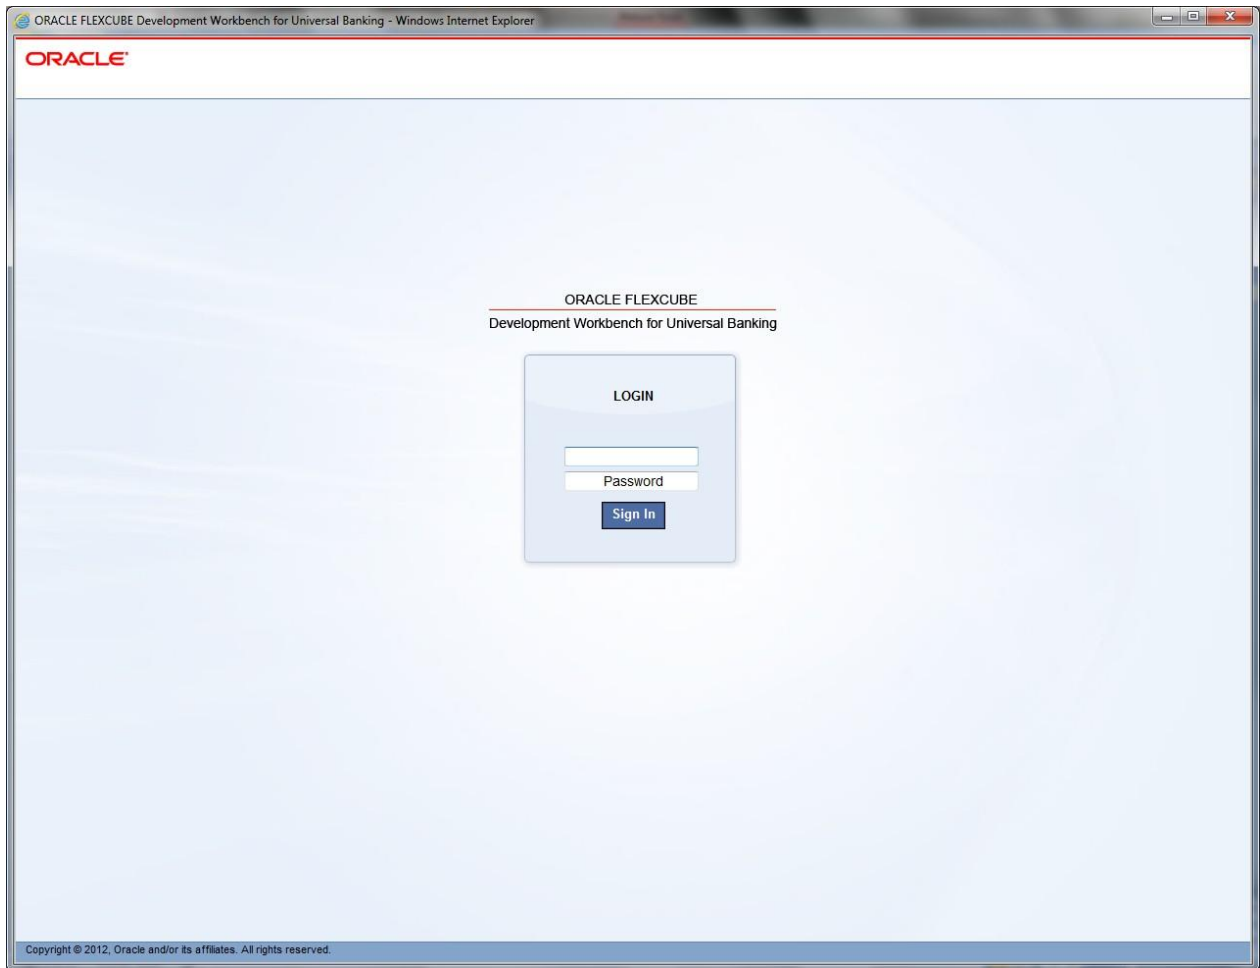 ORACLE FLEXCUBE Development Workbench for Universal Banking - Windows Internet Explorer
ORACLE
ORACLE FLEXCUBE
Development Workbench for Universal Banking
LOGIN
Password
Sign In
Copyright © 2012, Oracle and/or its affiliates. All rights reserved.